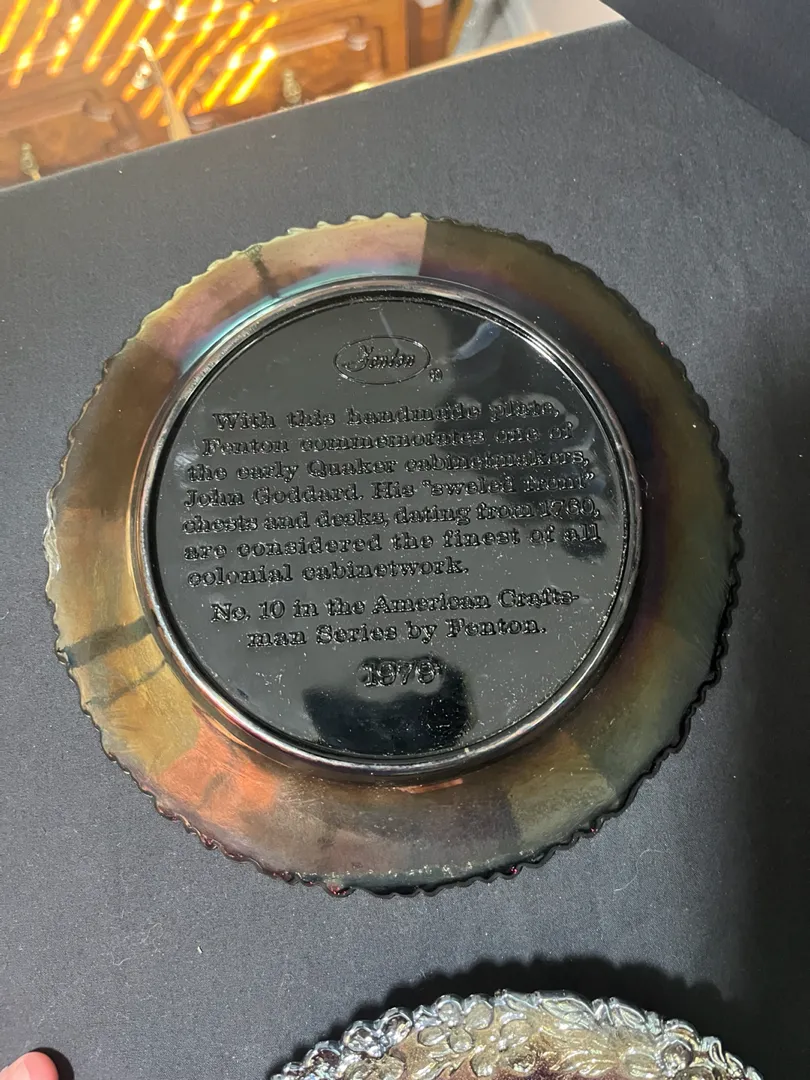 Fenton
®
With this handmade plate,
Fenton commemorates one of
the early Quaker cabinetmakers,
John Goddard. His "sweled front"
chests and desks, dating from 1760,
are considered the finest of all
colonial cabinetwork.
No. 10 in the American Crafts-
man Series by Fenton.
1979